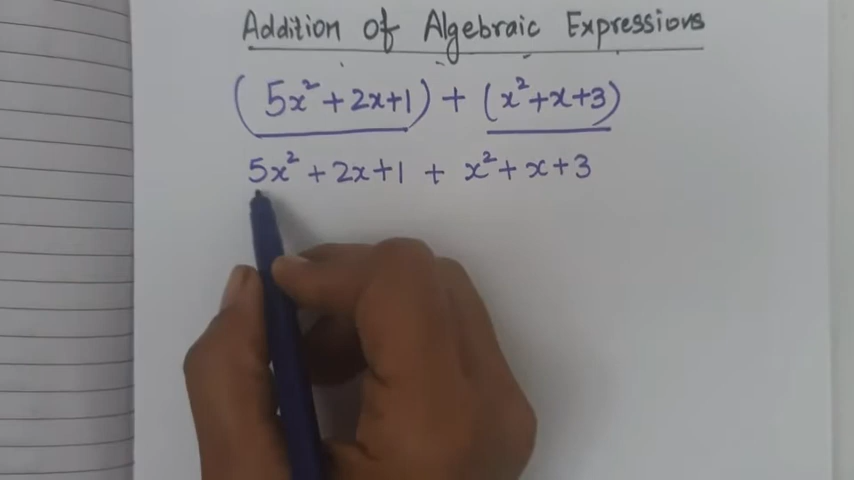 Addition of Algebraic Expressions
(5x² + 2x+1) + (x²+x+3)
5x² + 2x+1 + x²+ x+3